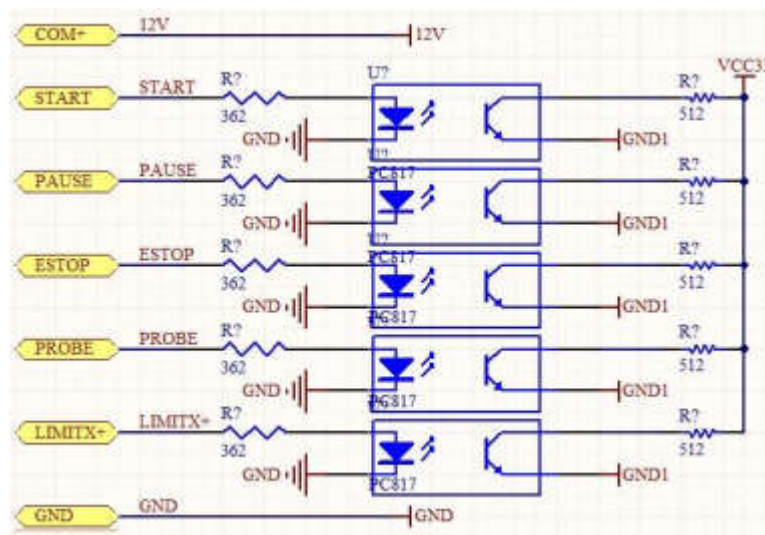 COM+ 12V 12V
VCC3
U?
START START R? R?
362 512
GND GND1
PC817
PAUSE PAUSE R? R?
362 512
GND GND1
U?
PC817
ESTOP ESTOP R? R?
362 512
GND GND1
PC817
PROBE PROBE R? R?
362 512
GND GND1
PC817
LIMITX+ LIMITX+ R? R?
362 512
GND GND1
PC817
GND GND GND